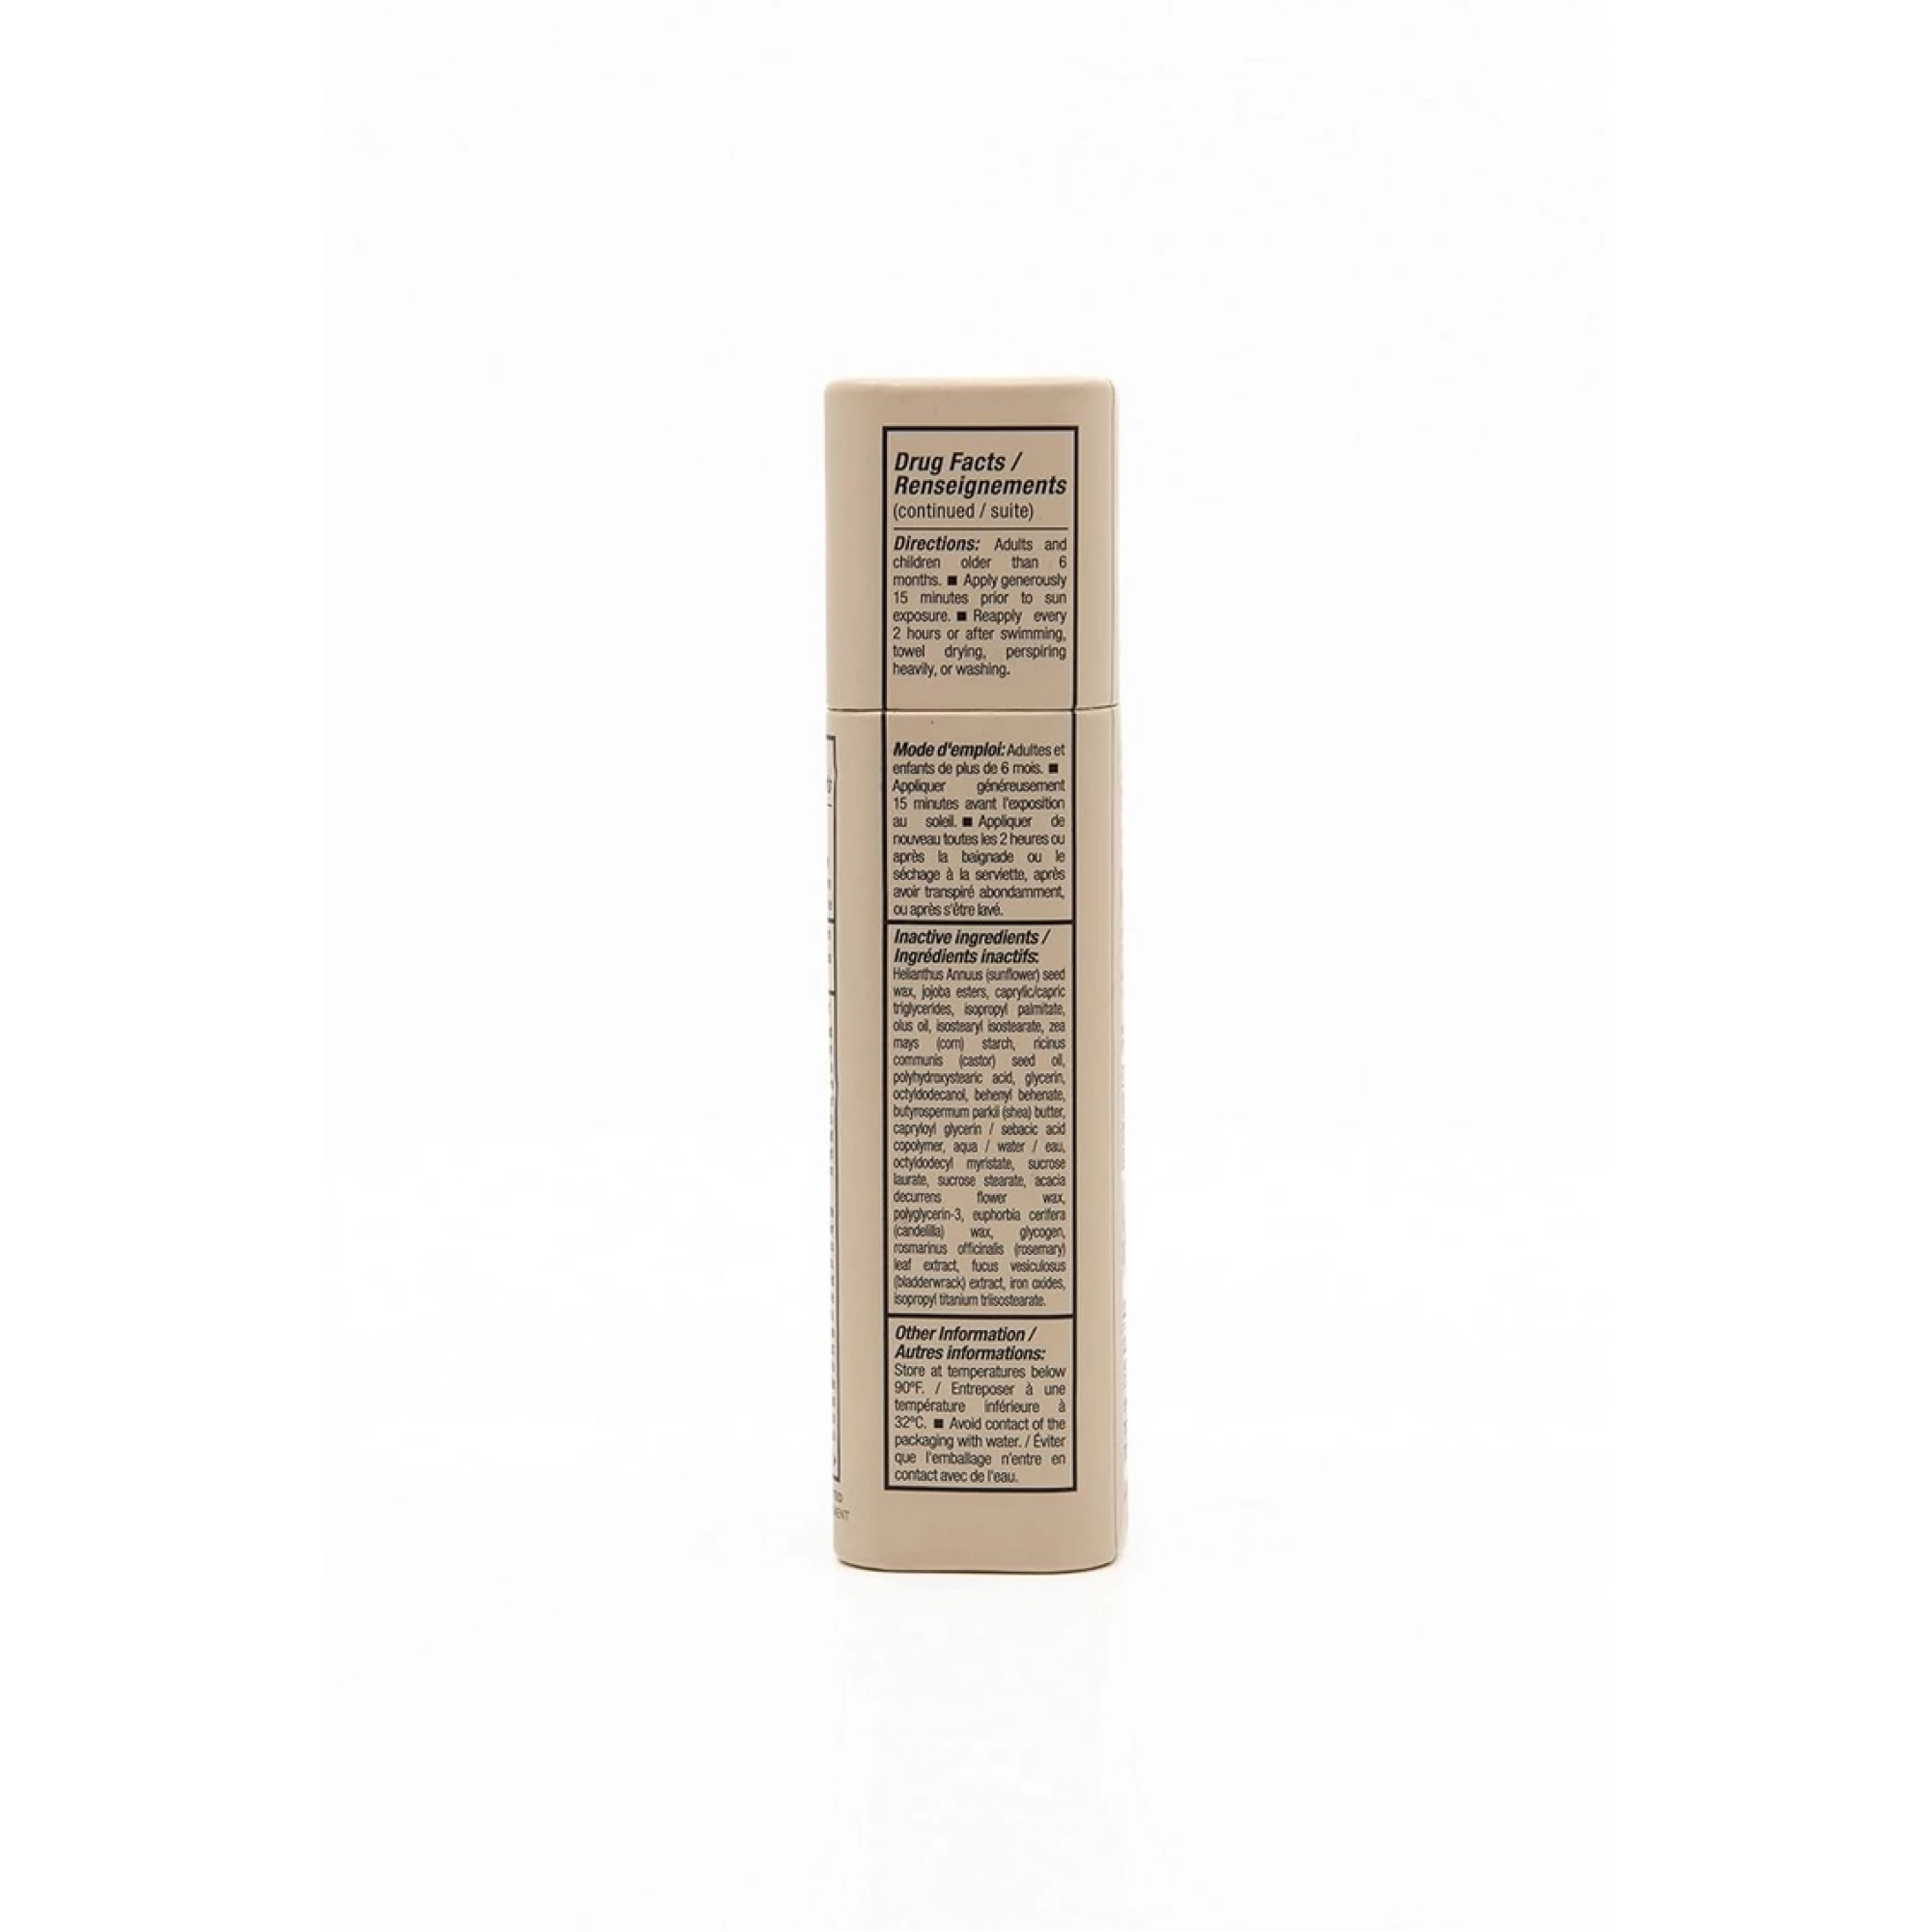 Drug Facts /
Renseignements
(continued / suite)
Directions: Adults and
children older than 6
months. ■ Apply generously
15 minutes prior to sun
exposure. ■ Reapply every
2 hours or after swimming,
towel drying, perspiring
heavily, or washing.
Mode d'emploi: Adultes et
enfants de plus de 6 mois. ■
Appliquer généreusement
15 minutes avant l'exposition
au soleil. ■ Appliquer de
nouveau toutes les 2 heures ou
après la baignade ou le
séchage à la serviette, après
avoir transpiré abondamment,
ou après s'être lavé.
Inactive ingredients /
Ingrédients inactifs:
Helianthus Annuus (sunflower) seed
wax, jojoba esters, caprylic/capric
triglycerides, isopropyl palmitate,
olus oil, isostearyl isostearate, zea
mays (corn) starch, ricinus
communis (castor) seed oil,
polyhydroxystearic acid, glycerin,
octyldodecanol, behenyl behenate,
butyrospermum parkii (shea) butter,
capryloyl glycerin / sebacic acid
copolymer, aqua / water / eau,
octyldodecyl myristate, sucrose
laurate, sucrose stearate, acacia
decurrens flower wax,
polyglycerin-3, euphorbia cerifera
(candelilla) wax, glycogen,
rosmarinus officinalis (rosemary)
leaf extract, fucus vesiculosus
(bladderwrack) extract, iron oxides,
isopropyl titanium triisostearate.
Other Information /
Autres informations:
Store at temperatures below
90ºF. / Entreposer à une
température inférieure à
32ºC. ■ Avoid contact of the
packaging with water. / Éviter
que l'emballage n'entre en
contact avec de l'eau.